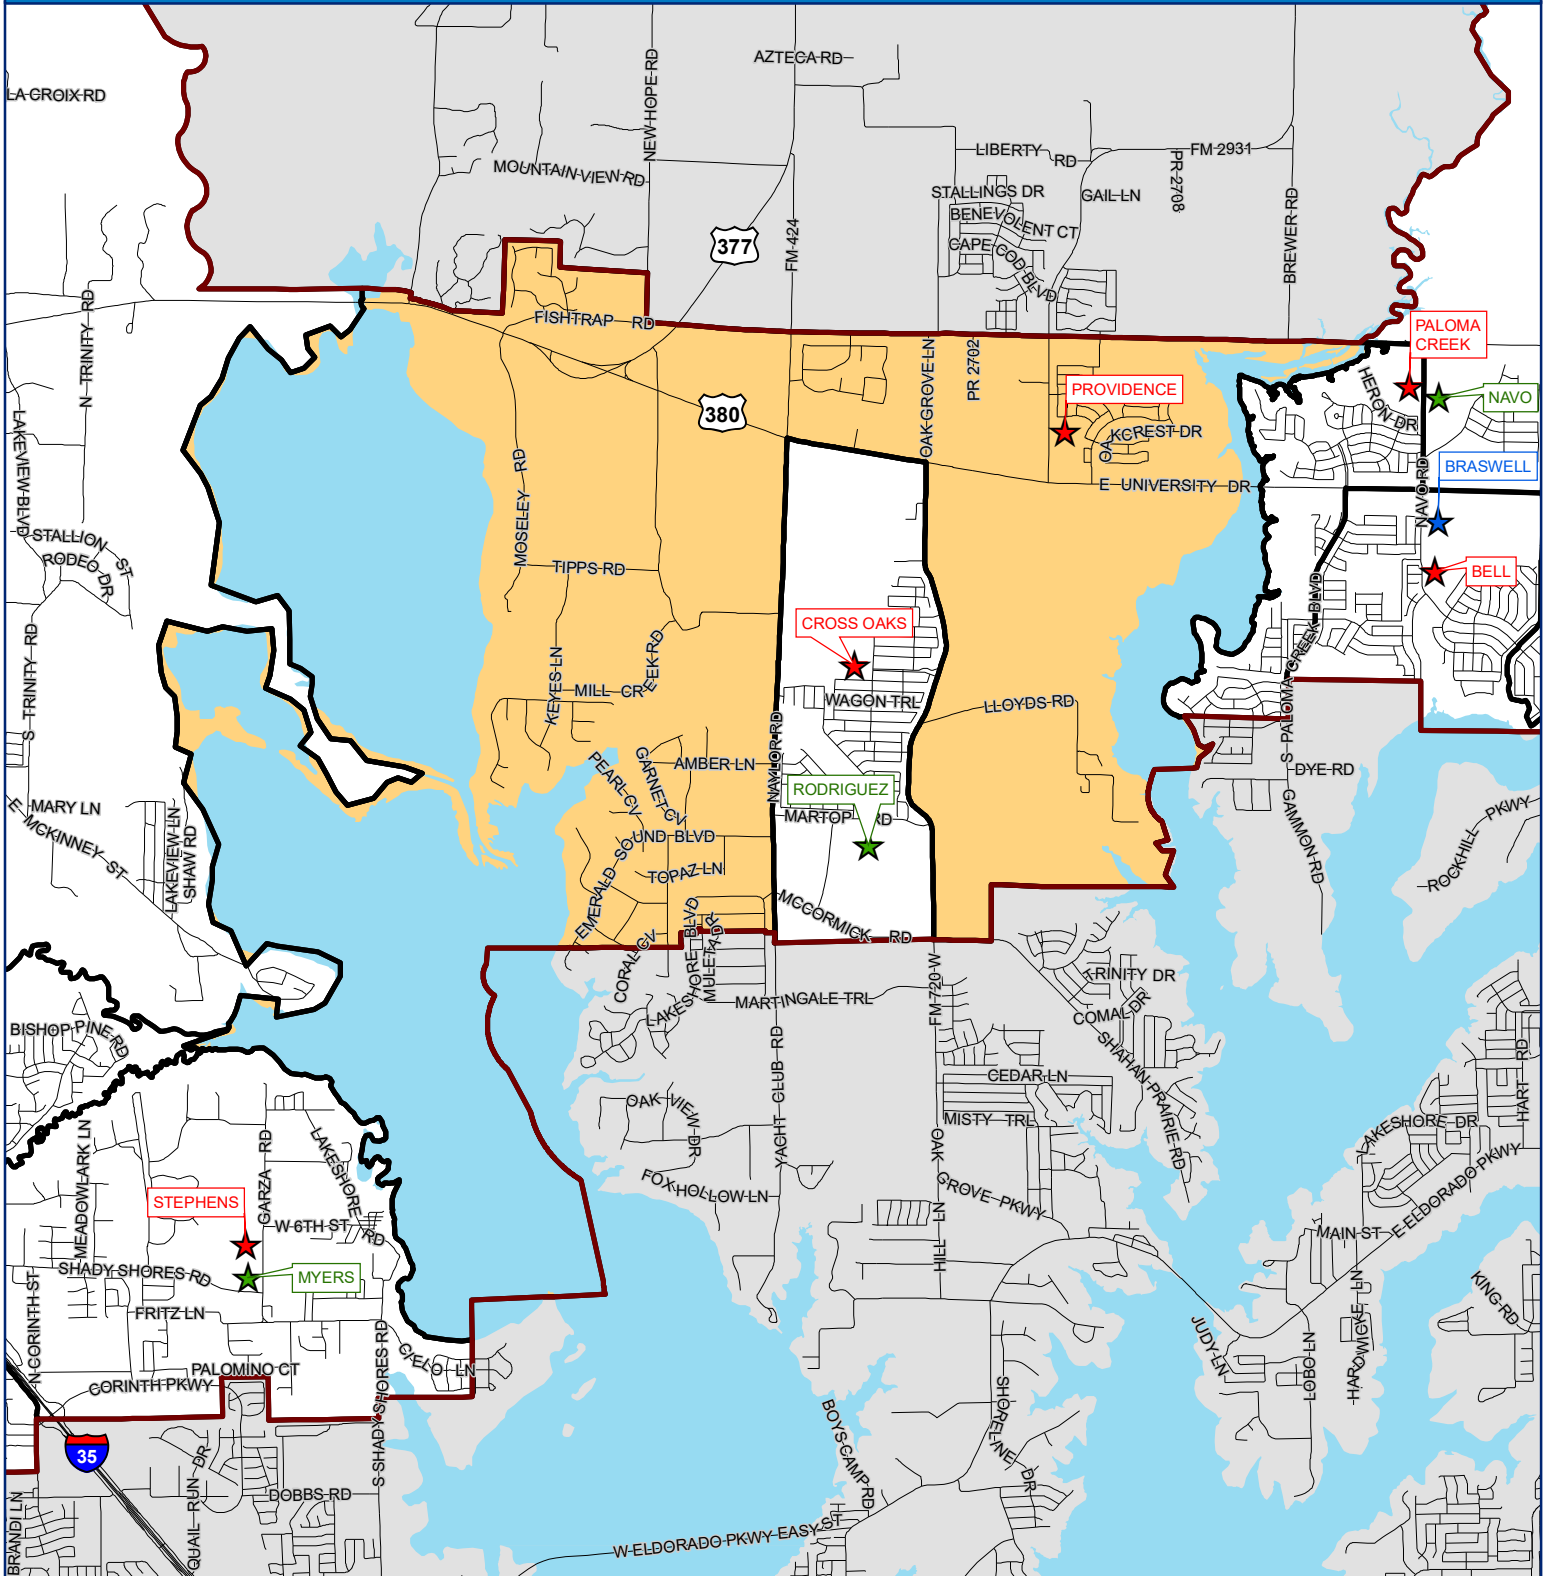 AZTECA RD
LA CROIX RD
NEW HOPE RD
LIBERTY RD
FM 2931
MOUNTAIN VIEW RD
PR 2708
STALLINGS DR
GAIL LN
BENEVOLENT CT
CAPE COD BLVD
BREWER RD
FM 424
377
N TRINITY RD
FISHTRAP RD
PALOMA
CREEK
OAK GROVE LN
PR 2702
PROVIDENCE
HERON DR
NAVO
380
OAKCREST DR
LAKEVIEW BLVD
MOSELEY RD
E UNIVERSITY DR
NAVO RD
BRASWELL
STALLION ST
RODEO DR
TIPPS RD
BELL
S TRINITY RD
CROSS OAKS
KEYES LN
MILL CREEK RD
WAGON TRL
LLOYDS RD
S PALOMA CREEK BLVD
NAYLOR RD
PEARL CV
GARNET CV
AMBER LN
DYE RD
RODRIGUEZ
MARTOP RD
E MCKINNEY ST
MARY LN
LAKEVIEW LN
SHAW RD
EMERALD SOUND BLVD
TOPAZ LN
GAMMON RD
ROCKHILL PKWY
MCCORMICK RD
CORAL CV
LAKESHORE BLVD
MULETA DR
MARTINGALE TRL
FM 720 W
TRINITY DR
COMAL DR
BISHOP PINE RD
YACHT CLUB RD
SHAHAN PRAIRIE RD
HART RD
CEDAR LN
MISTY TRL
OAK VIEW DR
LAKESHORE DR
MEADOWLARK LN
GARZA RD
LAKESHORE RD
FOX HOLLOW LN
OAK GROVE PKWY
STEPHENS
W 6TH ST
HILL LN
MAIN ST
E ELDORADO PKWY
SHADY SHORES RD
MYERS
N CORINTH ST
FRITZ LN
KING RD
HARDWICKE LN
LOBO LN
JUDY LN
S SHADY SHORES RD
CIELO LN
PALOMINO CT
CORINTH PKWY
SHORELINE DR
BOYS CAMP RD
35
QUAIL RUN DR
DOBBS RD
BRANDI LN
W ELDORADO PKWY EASY ST